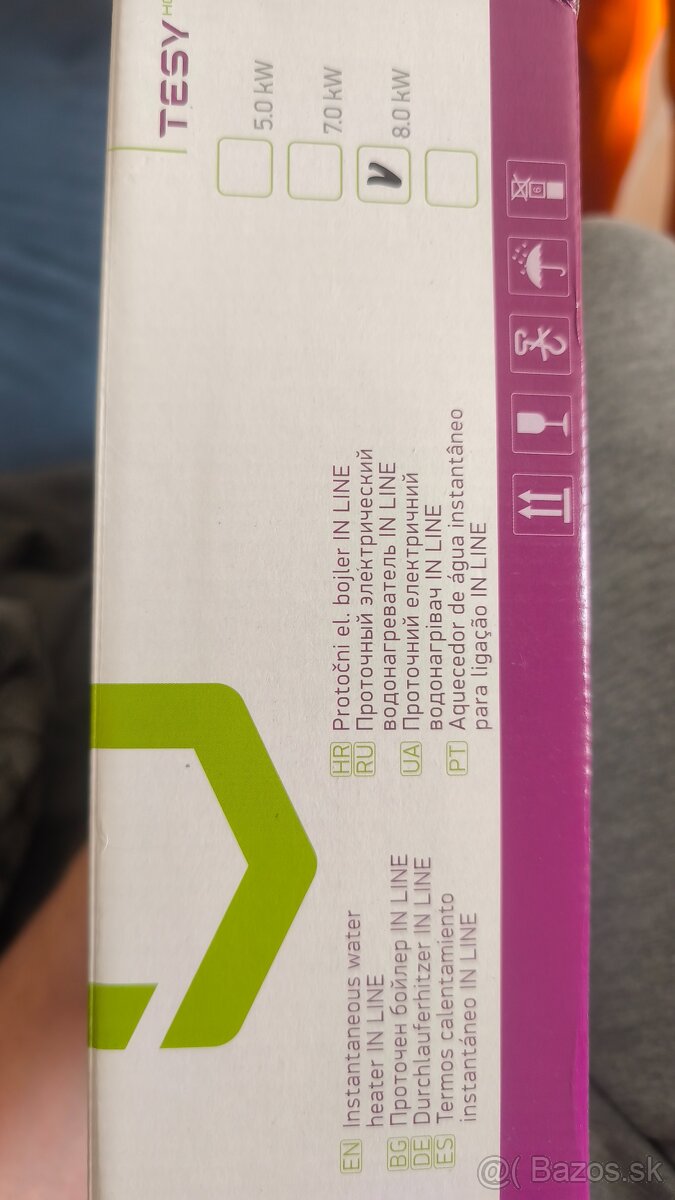 EN Instantaneous water
heater IN LINE
BG Проточен бойлер IN LINE
DE Durchlauferhitzer IN LINE
ES Termos calentamiento
instantáneo IN LINE
HR Protočni el. bojler IN LINE
RU Проточный электрический
водонагреватель IN LINE
UA Проточний електричний
водонагрівач IN LINE
PT Aquecedor de água instantâneo
para ligação IN LINE
TESY
5.0 kW
7.0 kW
v 8.0 kW
6
@( Bazos.sk